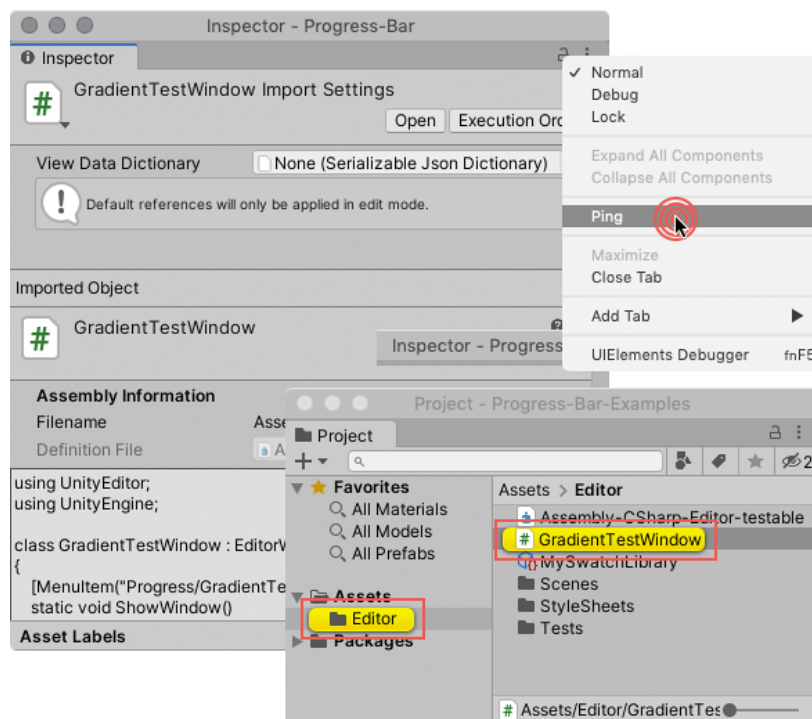 Inspector - Progress-Bar
Inspector
GradientTestWindow Import Settings
Open
Execution
View Data Dictionary
None (Serializable Json Dictionary)
Default references will only be applied in edit mode.
Imported Object
GradientTestWindow
Inspector - Progress
Assembly Information
Filename
Definition File
using UnityEditor;
using UnityEngine;
class GradientTestWindow : EditorW
{
[MenuItem("Progress/GradientTe
static void ShowWindow()
Asset Labels
✓ Normal
Debug
Lock
Expand All Components
Collapse All Components
Ping
Maximize
Close Tab
Add Tab
UIElements Debugger fnF5
Project - Progress-Bar-Examples
Project
2
Favorites
All Materials
All Models
All Prefabs
Assets
Editor
Packages
Assets > Editor
Assembly-CSharp-Editor-testable
# GradientTestWindow
MySwatchLibrary
Scenes
StyleSheets
Tests
# Assets/Editor/GradientTes